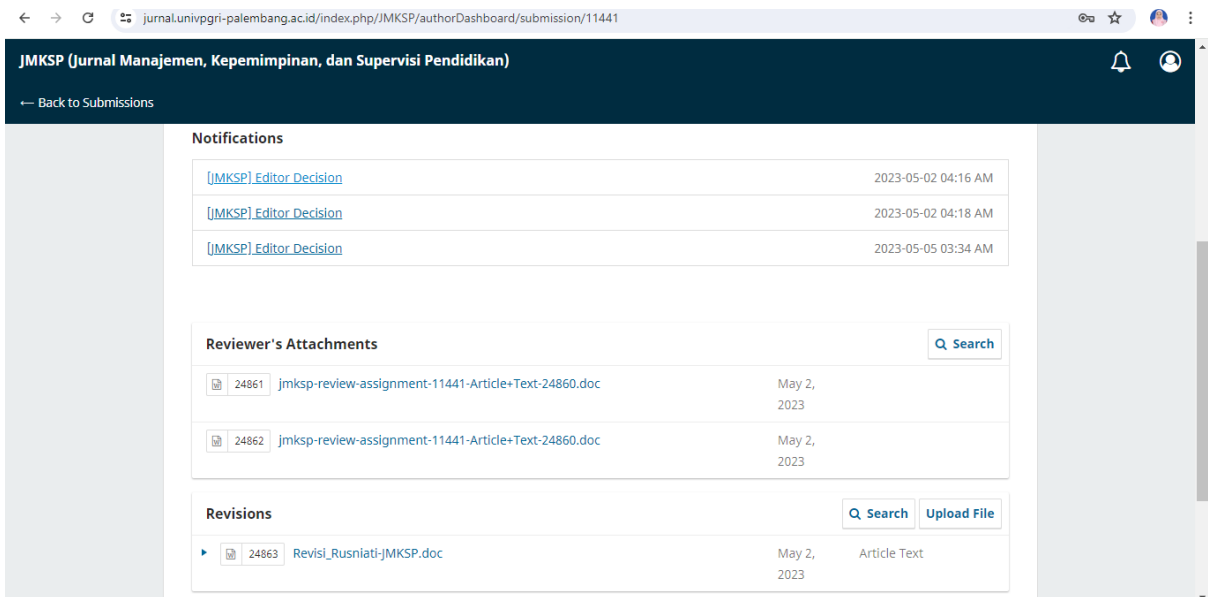 jurnal.univpgri-palembang.ac.id/index.php/JMKSP/authorDashboard/submission/11441
JMKSP (Jurnal Manajemen, Kepemimpinan, dan Supervisi Pendidikan)
← Back to Submissions
Notifications
[JMKSP] Editor Decision 2023-05-02 04:16 AM
[JMKSP] Editor Decision 2023-05-02 04:18 AM
[JMKSP] Editor Decision 2023-05-05 03:34 AM
Reviewer's Attachments Search
24861 jmksp-review-assignment-11441-Article+Text-24860.doc May 2,
2023
24862 jmksp-review-assignment-11441-Article+Text-24860.doc May 2,
2023
Revisions Search Upload File
24863 Revisi_Rusniati-JMKSP.doc May 2, Article Text
2023